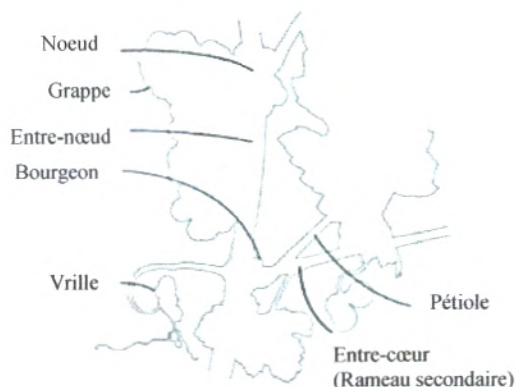 Noeud
Grappe
Entre-nœud
Bourgeon
Vrille
Pétiole
Entre-cœur
(Rameau secondaire)